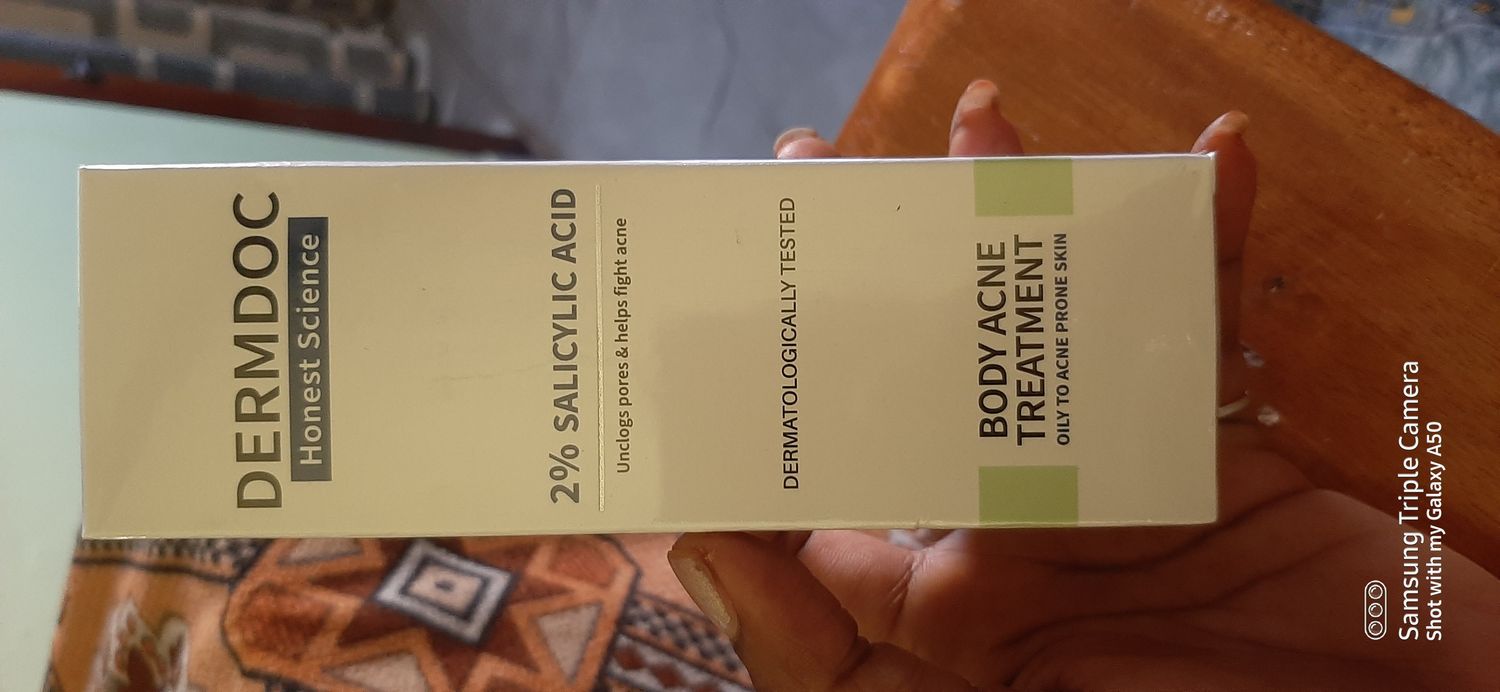 DERMDOC
Honest Science
2% SALICYLIC ACID
Unclogs pores & helps fight acne
DERMATOLOGICALLY TESTED
BODY ACNE
TREATMENT
OILY TO ACNE PRONE SKIN
Samsung Triple Camera
Shot with my Galaxy A50